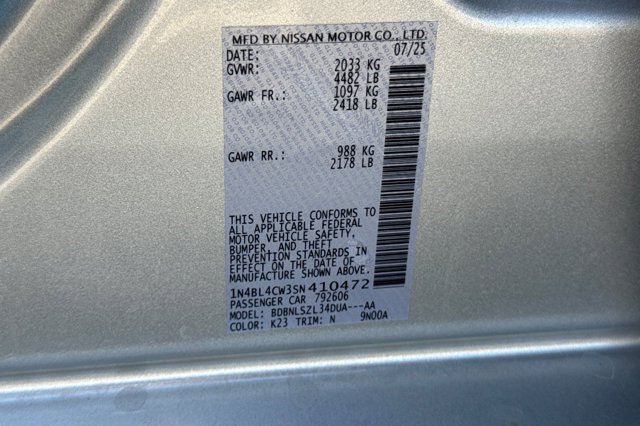 MFD BY NISSAN MOTOR CO., LTD.
DATE: 07/25
GVWR: 2033 KG
4482 LB
GAWR FR.: 1097 KG
2418 LB
GAWR RR.: 988 KG
2178 LB
THIS VEHICLE CONFORMS TO
ALL APPLICABLE FEDERAL
MOTOR VEHICLE SAFETY,
BUMPER, AND THEFT
PREVENTION STANDARDS IN
EFFECT ON THE DATE OF
MANUFACTURE SHOWN ABOVE.
1N4BL4CW3SN410472
PASSENGER CAR 792606
MODEL: BDBNLSZL34DUA---AA
COLOR: K23 TRIM: N 9N00A